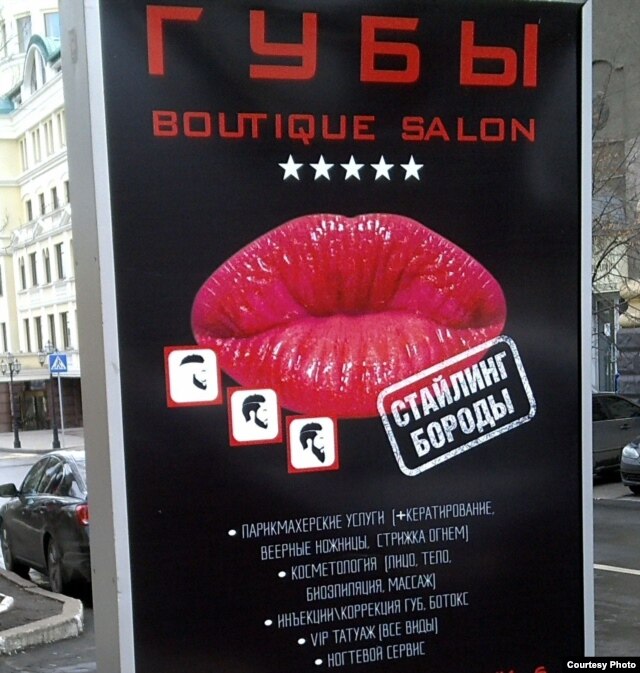 ГУБЫ
BOUTIQUE SALON
СТАЙЛИНГ
БОРОДЫ
• ПАРИКМАХЕРСКИЕ УСЛУГИ (+КЕРАТИРОВАНИЕ,
ВЕЕРНЫЕ НОЖНИЦЫ, СТРИЖКА ОГНЕМ)
• КОСМЕТОЛОГИЯ (ЛИЦО, ТЕЛО,
БИОЭПИЛЯЦИЯ, МАССАЖ)
• ИНЪЕКЦИИ\КОРРЕКЦИЯ ГУБ, БОТОКС
• VIP ТАТУАЖ (ВСЕ ВИДЫ)
• НОГТЕВОЙ СЕРВИС
Courtesy Photo